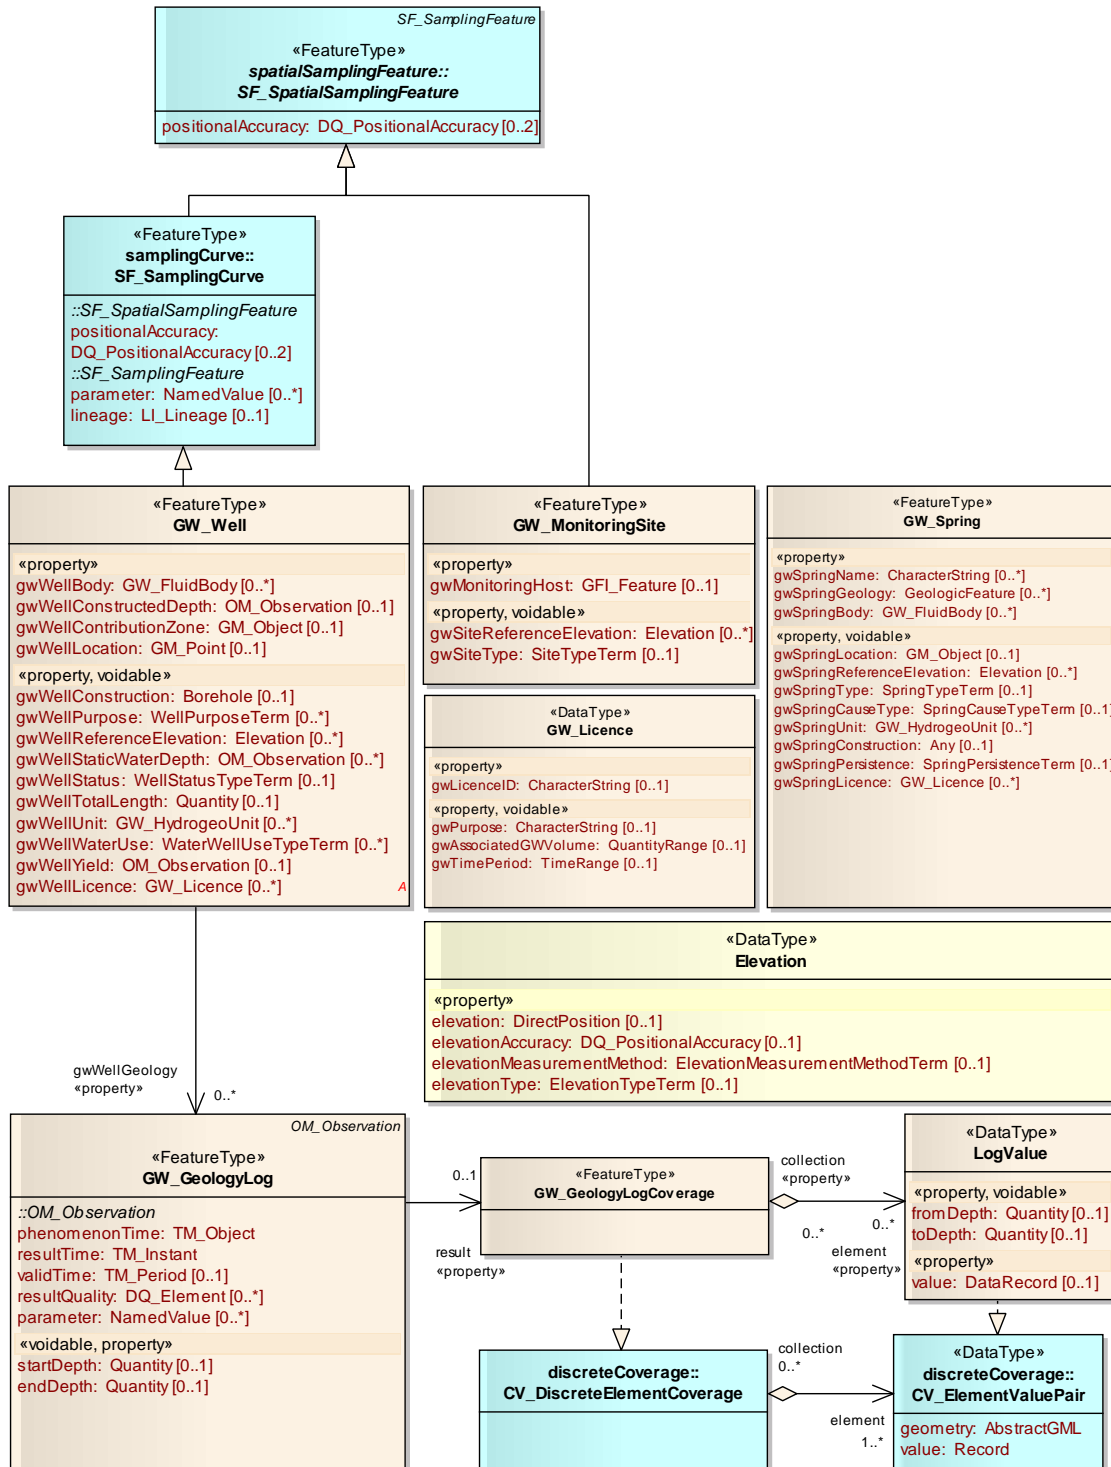 SF_SamplingFeature
«FeatureType»
spatialSamplingFeature::
SF_SpatialSamplingFeature
positionalAccuracy: DQ_PositionalAccuracy [0..2]
«FeatureType»
samplingCurve::
SF_SamplingCurve
::SF_SpatialSamplingFeature
positionalAccuracy:
DQ_PositionalAccuracy [0..2]
::SF_SamplingFeature
parameter: NamedValue [0..*]
lineage: LI_Lineage [0..1]
«FeatureType»
GW_Well
«property»
gwWellBody: GW_FluidBody [0..*]
gwWellConstructedDepth: OM_Observation [0..1]
gwWellContributionZone: GM_Object [0..1]
gwWellLocation: GM_Point [0..1]
«property, voidable»
gwWellConstruction: Borehole [0..1]
gwWellPurpose: WellPurposeTerm [0..*]
gwWellReferenceElevation: Elevation [0..*]
gwWellStaticWaterDepth: OM_Observation [0..*]
gwWellStatus: WellStatusTypeTerm [0..1]
gwWellTotalLength: Quantity [0..1]
gwWellUnit: GW_HydrogeoUnit [0..*]
gwWellWaterUse: WaterWellUseTypeTerm [0..*]
gwWellYield: OM_Observation [0..1]
gwWellLicence: GW_Licence [0..*]
A
«FeatureType»
GW_MonitoringSite
«property»
gwMonitoringHost: GFI_Feature [0..1]
«property, voidable»
gwSiteReferenceElevation: Elevation [0..*]
gwSiteType: SiteTypeTerm [0..1]
«FeatureType»
GW_Spring
«property»
gwSpringName: CharacterString [0..*]
gwSpringGeology: GeologicFeature [0..*]
gwSpringBody: GW_FluidBody [0..*]
«property, voidable»
gwSpringLocation: GM_Object [0..1]
gwSpringReferenceElevation: Elevation [0..*]
gwSpringType: SpringTypeTerm [0..1]
gwSpringCauseType: SpringCauseTypeTerm [0..1]
gwSpringUnit: GW_HydrogeoUnit [0..*]
gwSpringConstruction: Any [0..1]
gwSpringPersistence: SpringPersistenceTerm [0..1]
gwSpringLicence: GW_Licence [0..*]
«DataType»
GW_Licence
«property»
gwLicenceID: CharacterString [0..1]
«property, voidable»
gwPurpose: CharacterString [0..1]
gwAssociatedGWVolume: QuantityRange [0..1]
gwTimePeriod: TimeRange [0..1]
«DataType»
Elevation
«property»
elevation: DirectPosition [0..1]
elevationAccuracy: DQ_PositionalAccuracy [0..1]
elevationMeasurementMethod: ElevationMeasurementMethodTerm [0..1]
elevationType: ElevationTypeTerm [0..1]
gwWellGeology
«property»
0..*
OM_Observation
«FeatureType»
GW_GeologyLog
::OM_Observation
phenomenonTime: TM_Object
resultTime: TM_Instant
validTime: TM_Period [0..1]
resultQuality: DQ_Element [0..*]
parameter: NamedValue [0..*]
«voidable, property»
startDepth: Quantity [0..1]
endDepth: Quantity [0..1]
0..1
result
«property»
«FeatureType»
GW_GeologyLogCoverage
collection
«property»
0..*
0..*
element
«property»
«DataType»
LogValue
«property, voidable»
fromDepth: Quantity [0..1]
toDepth: Quantity [0..1]
«property»
value: DataRecord [0..1]
discreteCoverage::
CV_DiscreteElementCoverage
collection
0..*
element
1..*
«DataType»
discreteCoverage::
CV_ElementValuePair
geometry: AbstractGML
value: Record